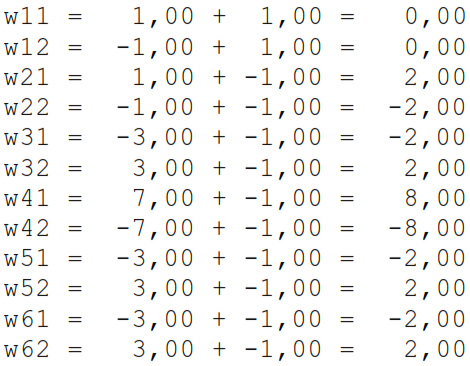 w11 = 1,00 + 1,00 = 0,00
w12 = -1,00 + 1,00 = 0,00
w21 = 1,00 + -1,00 = 2,00
w22 = -1,00 + -1,00 = -2,00
w31 = -3,00 + -1,00 = -2,00
w32 = 3,00 + -1,00 = 2,00
w41 = 7,00 + -1,00 = 8,00
w42 = -7,00 + -1,00 = -8,00
w51 = -3,00 + -1,00 = -2,00
w52 = 3,00 + -1,00 = 2,00
w61 = -3,00 + -1,00 = -2,00
w62 = 3,00 + -1,00 = 2,00